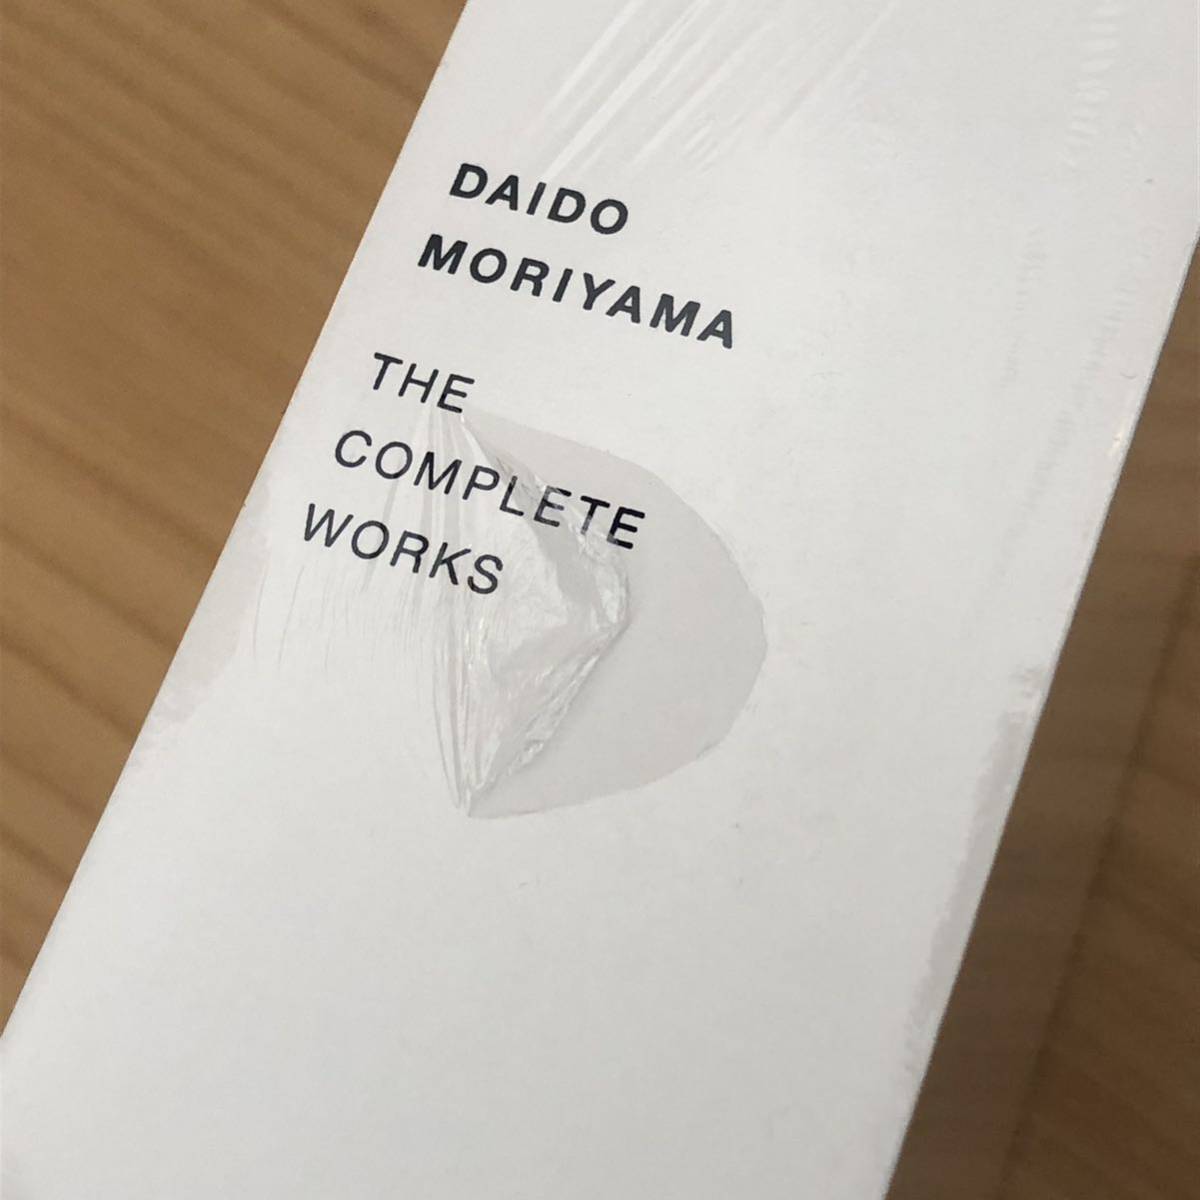 DAIDO
MORIYAMA
THE
COMPLETE
WORKS